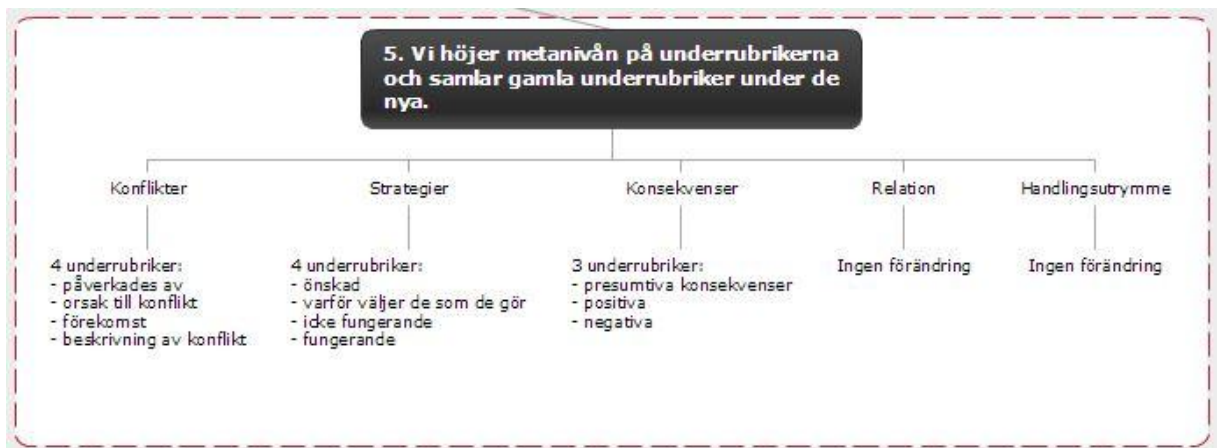 5. Vi höjer metanivån på underrubrikerna
och samlar gamla underrubriker under de
nya.
Konflikter
Strategier
Konsekvenser
Relation
Handlingsutrymme
4 underrubriker:
- påverkades av
- orsak till konflikt
- förekomst
- beskrivning av konflikt
4 underrubriker:
- önskad
- varför väljer de som de gör
- icke fungerande
- fungerande
3 underrubriker:
- presumtiva konsekvenser
- positiva
- negativa
Ingen förändring
Ingen förändring